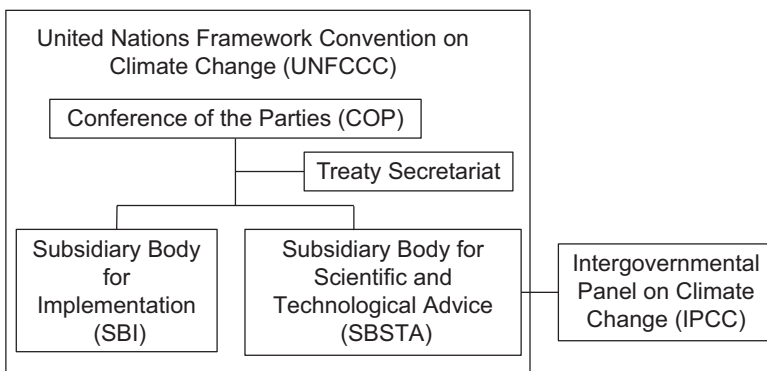 United Nations Framework Convention on
Climate Change (UNFCCC)
Conference of the Parties (COP)
Treaty Secretariat
Subsidiary Body
for
Implementation
(SBI)
Subsidiary Body for
Scientific and
Technological Advice
(SBSTA)
Intergovernmental
Panel on Climate
Change (IPCC)